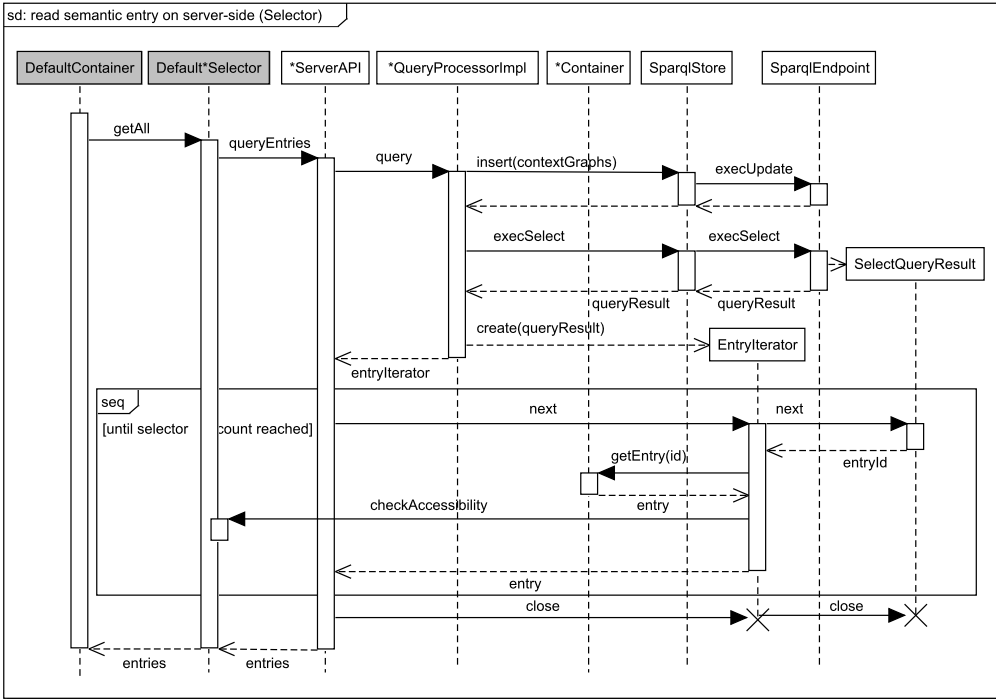 sd: read semantic entry on server-side (Selector)
DefaultContainer
Default*Selector
*ServerAPI
*QueryProcessorImpl
*Container
SparqlStore
SparqlEndpoint
getAll
queryEntries
query
insert(contextGraphs)
execUpdate
execSelect
execSelect
SelectQueryResult
queryResult
queryResult
create(queryResult)
EntryIterator
entryIterator
seq
[until selector count reached]
next
next
entryId
getEntry(id)
entry
checkAccessibility
entry
close
close
entries
entries